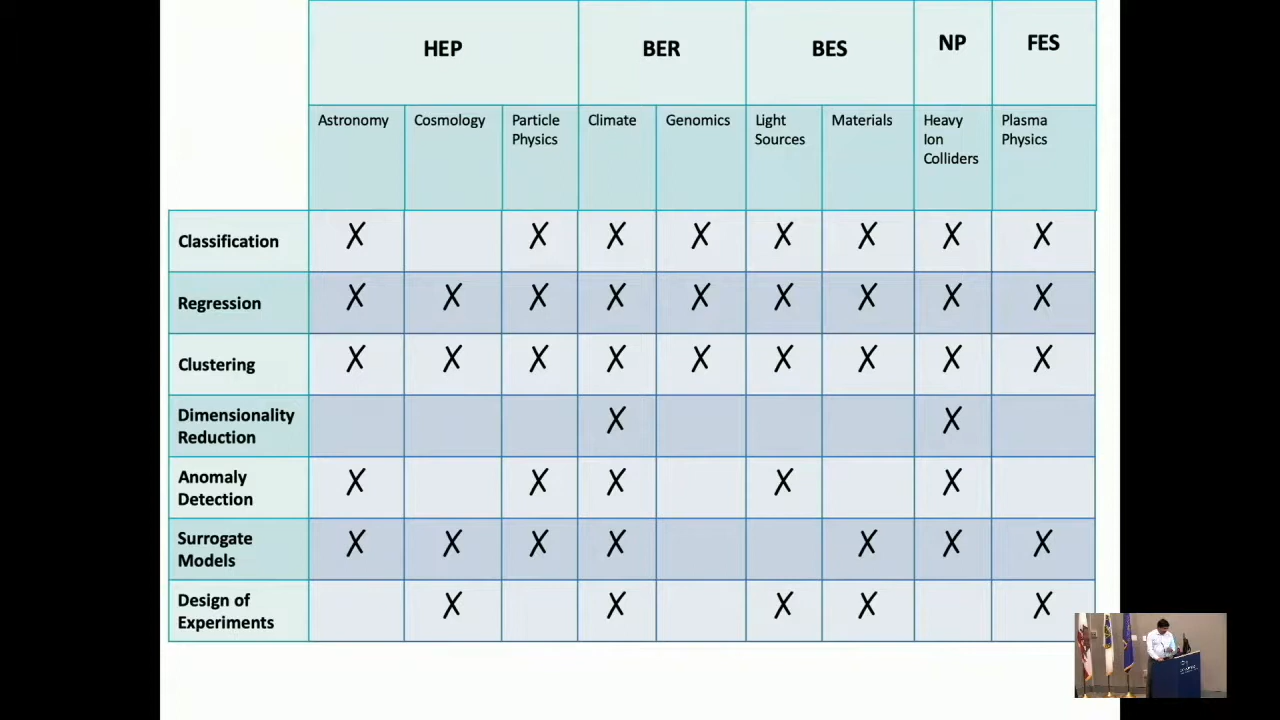 HEP BER BES NP FES
Astronomy Cosmology Particle Physics Climate Genomics Light Sources Materials Heavy Ion Colliders Plasma Physics
Classification X X X X X X X X
Regression X X X X X X X X X
Clustering X X X X X X X X X
Dimensionality Reduction X X
Anomaly Detection X X X X X
Surrogate Models X X X X X X X
Design of Experiments X X X X X